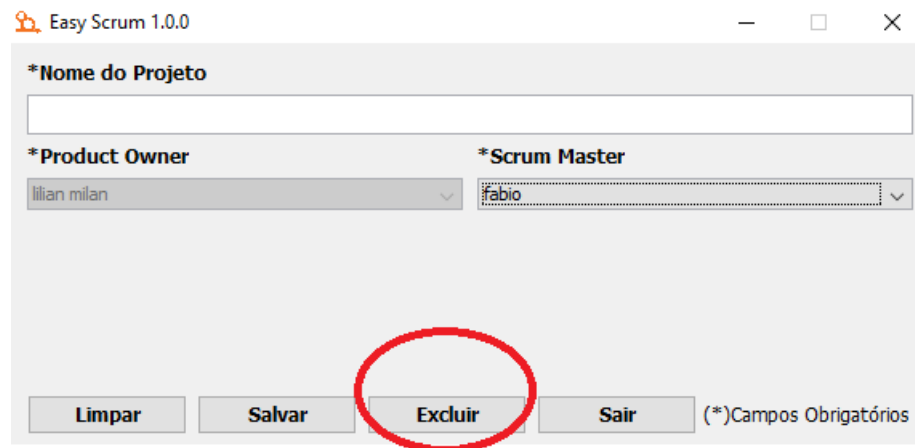 Easy Scrum 1.0.0
*Nome do Projeto
*Product Owner *Scrum Master
lilian milan fabio
Limpar Salvar Excluir Sair (*)Campos Obrigatórios